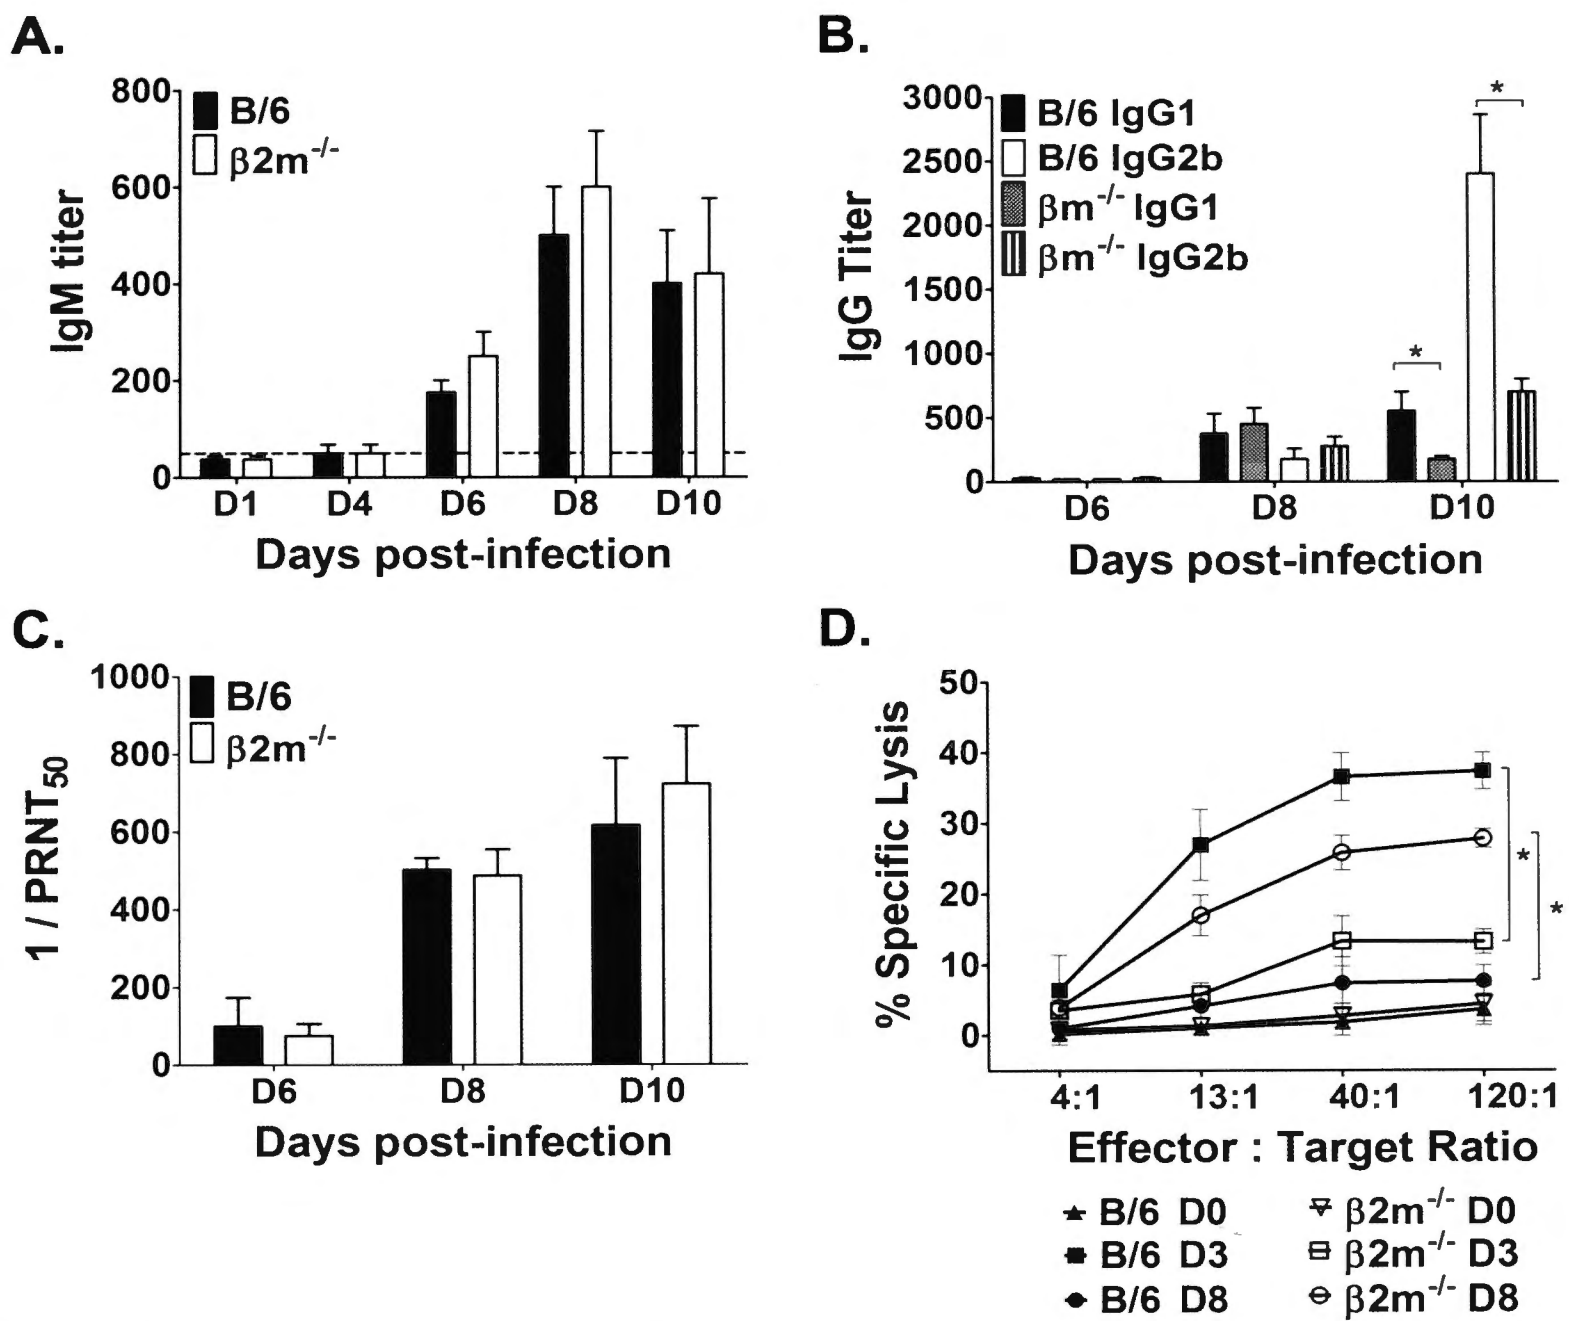 A.
800
600
400
200
0
IgM titer
B/6
β2m-/-
D1 D4 D6 D8 D10
Days post-infection
B.
3000
2500
2000
1500
1000
500
0
IgG Titer
B/6 IgG1
B/6 IgG2b
βm-/- IgG1
βm-/- IgG2b
*
*
D6 D8 D10
Days post-infection
C.
1000
800
600
400
200
0
1 / PRNT50
B/6
β2m-/-
D6 D8 D10
Days post-infection
D.
50
40
30
20
10
0
% Specific Lysis
*
*
4:1 13:1 40:1 120:1
Effector : Target Ratio
B/6 D0 β2m-/- D0
B/6 D3 β2m-/- D3
B/6 D8 β2m-/- D8